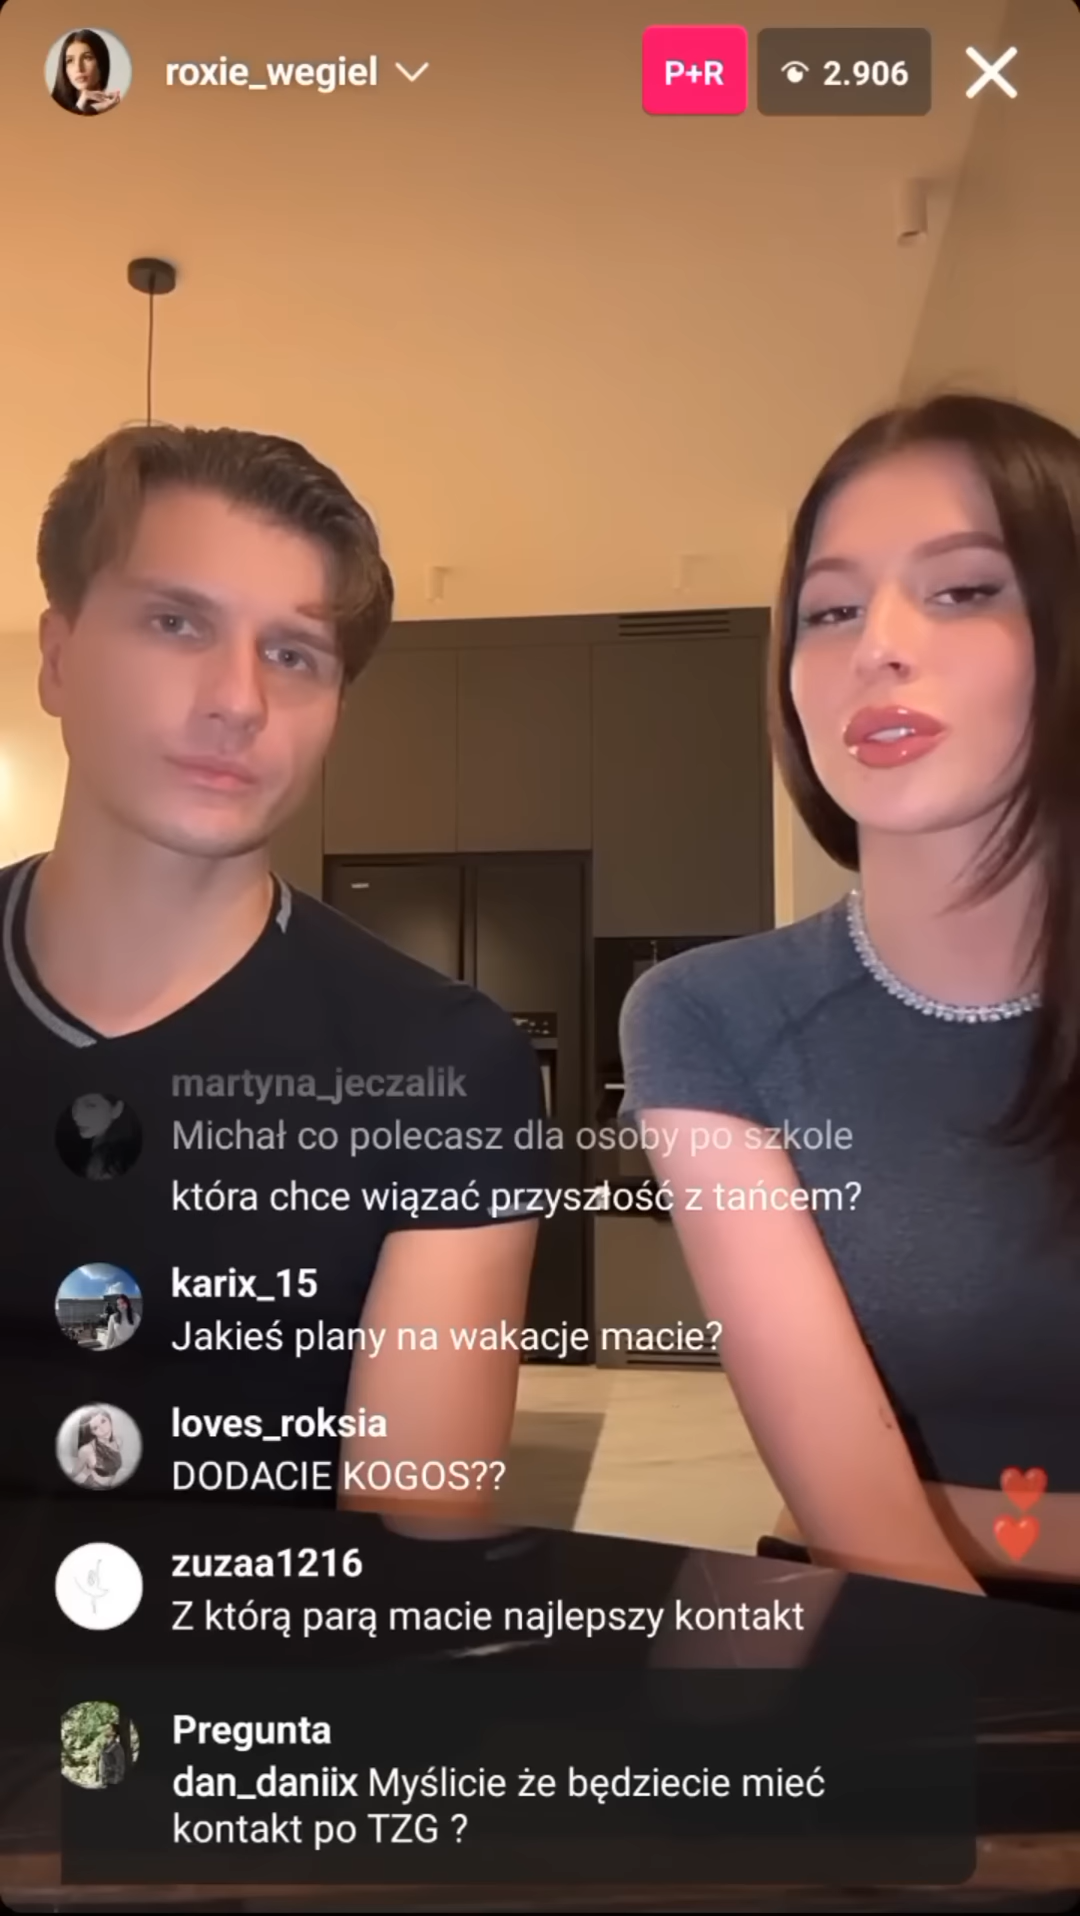 roxie_wegiel
P+R
2.906
martyna_jeczalik
Michał co polecasz dla osoby po szkole
która chce wiązać przyszłość z tańcem?
karix_15
Jakieś plany na wakacje macie?
loves_roksia
DODACIE KOGOS??
zuzaa1216
Z którą parą macie najlepszy kontakt
Pregunta
dan_daniix Myślicie że będziecie mieć
kontakt po TZG ?